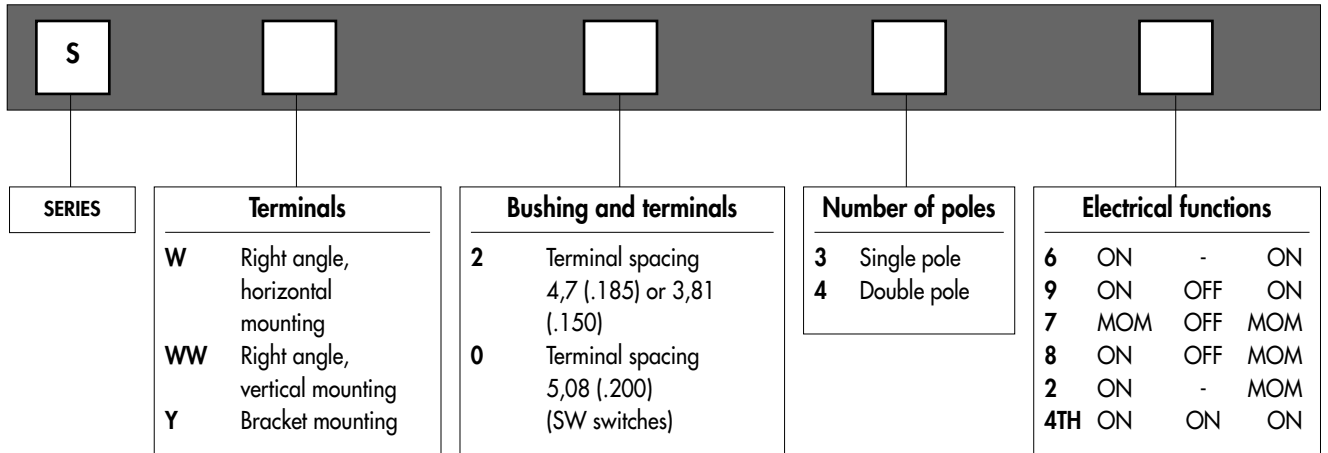 S
SERIES
Terminals
W Right angle,
horizontal
mounting
WW Right angle,
vertical mounting
Y Bracket mounting
Bushing and terminals
2 Terminal spacing
4,7 (.185) or 3,81
(.150)
0 Terminal spacing
5,08 (.200)
(SW switches)
Number of poles
3 Single pole
4 Double pole
Electrical functions
6 ON - ON
9 ON OFF ON
7 MOM OFF MOM
8 ON OFF MOM
2 ON - MOM
4TH ON ON ON